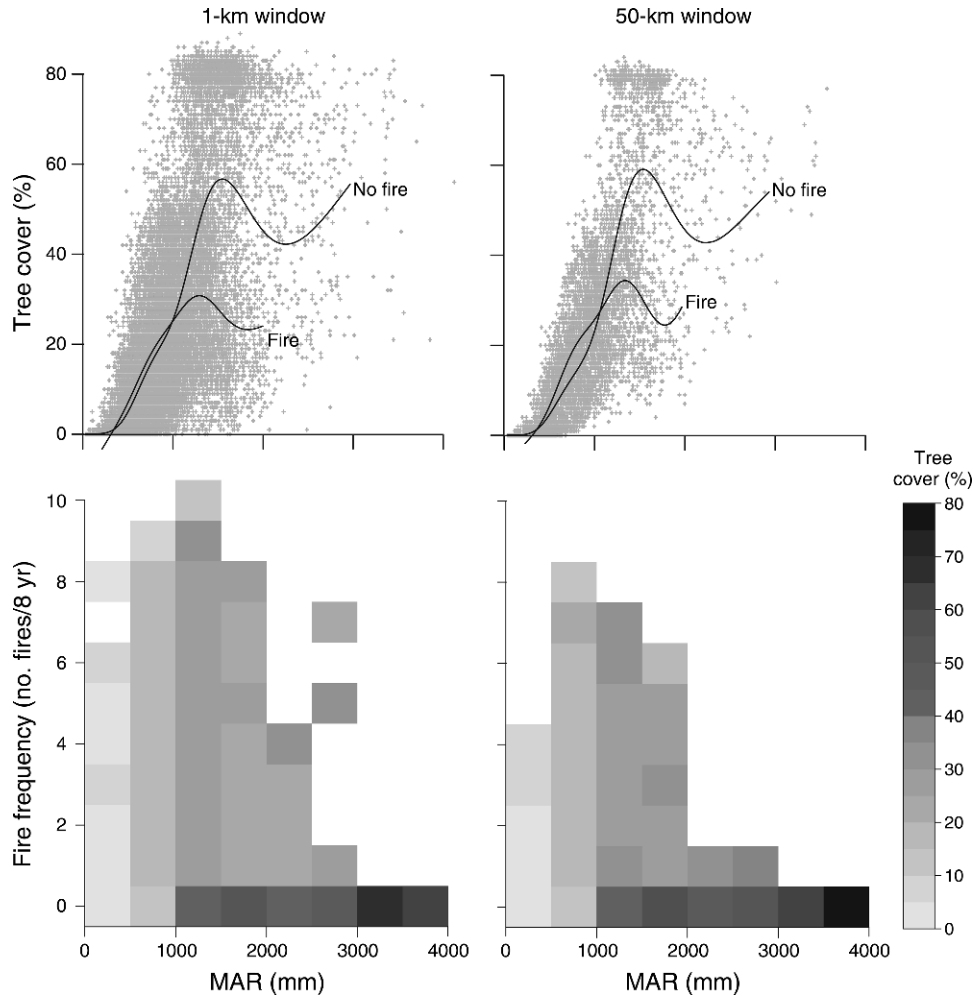 1-km window
50-km window
Tree cover (%)
80
60
40
20
0
No fire
Fire
No fire
Fire
Fire frequency (no. fires/8 yr)
10
8
6
4
2
0
0
1000
2000
3000
4000
MAR (mm)
0
1000
2000
3000
4000
MAR (mm)
Tree
cover (%)
80
70
60
50
40
30
20
10
0